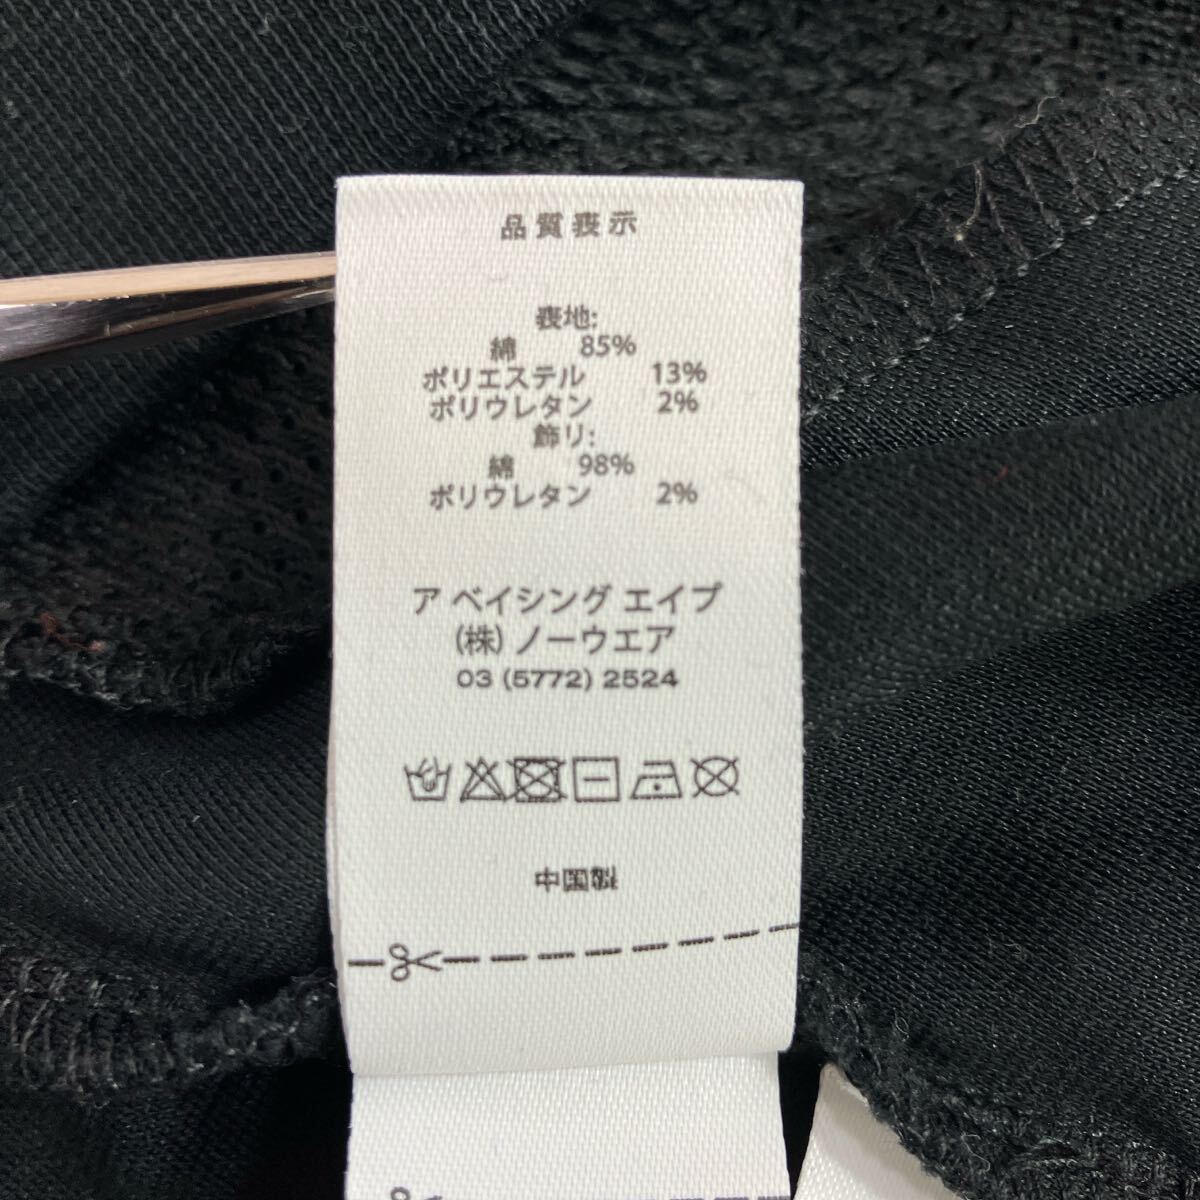 品質表示
表地:
綿 85%
ポリエステル 13%
ポリウレタン 2%
飾リ:
綿 98%
ポリウレタン 2%
ア ベイシング エイプ
(株) ノーウエア
03 (5772) 2524
中国製